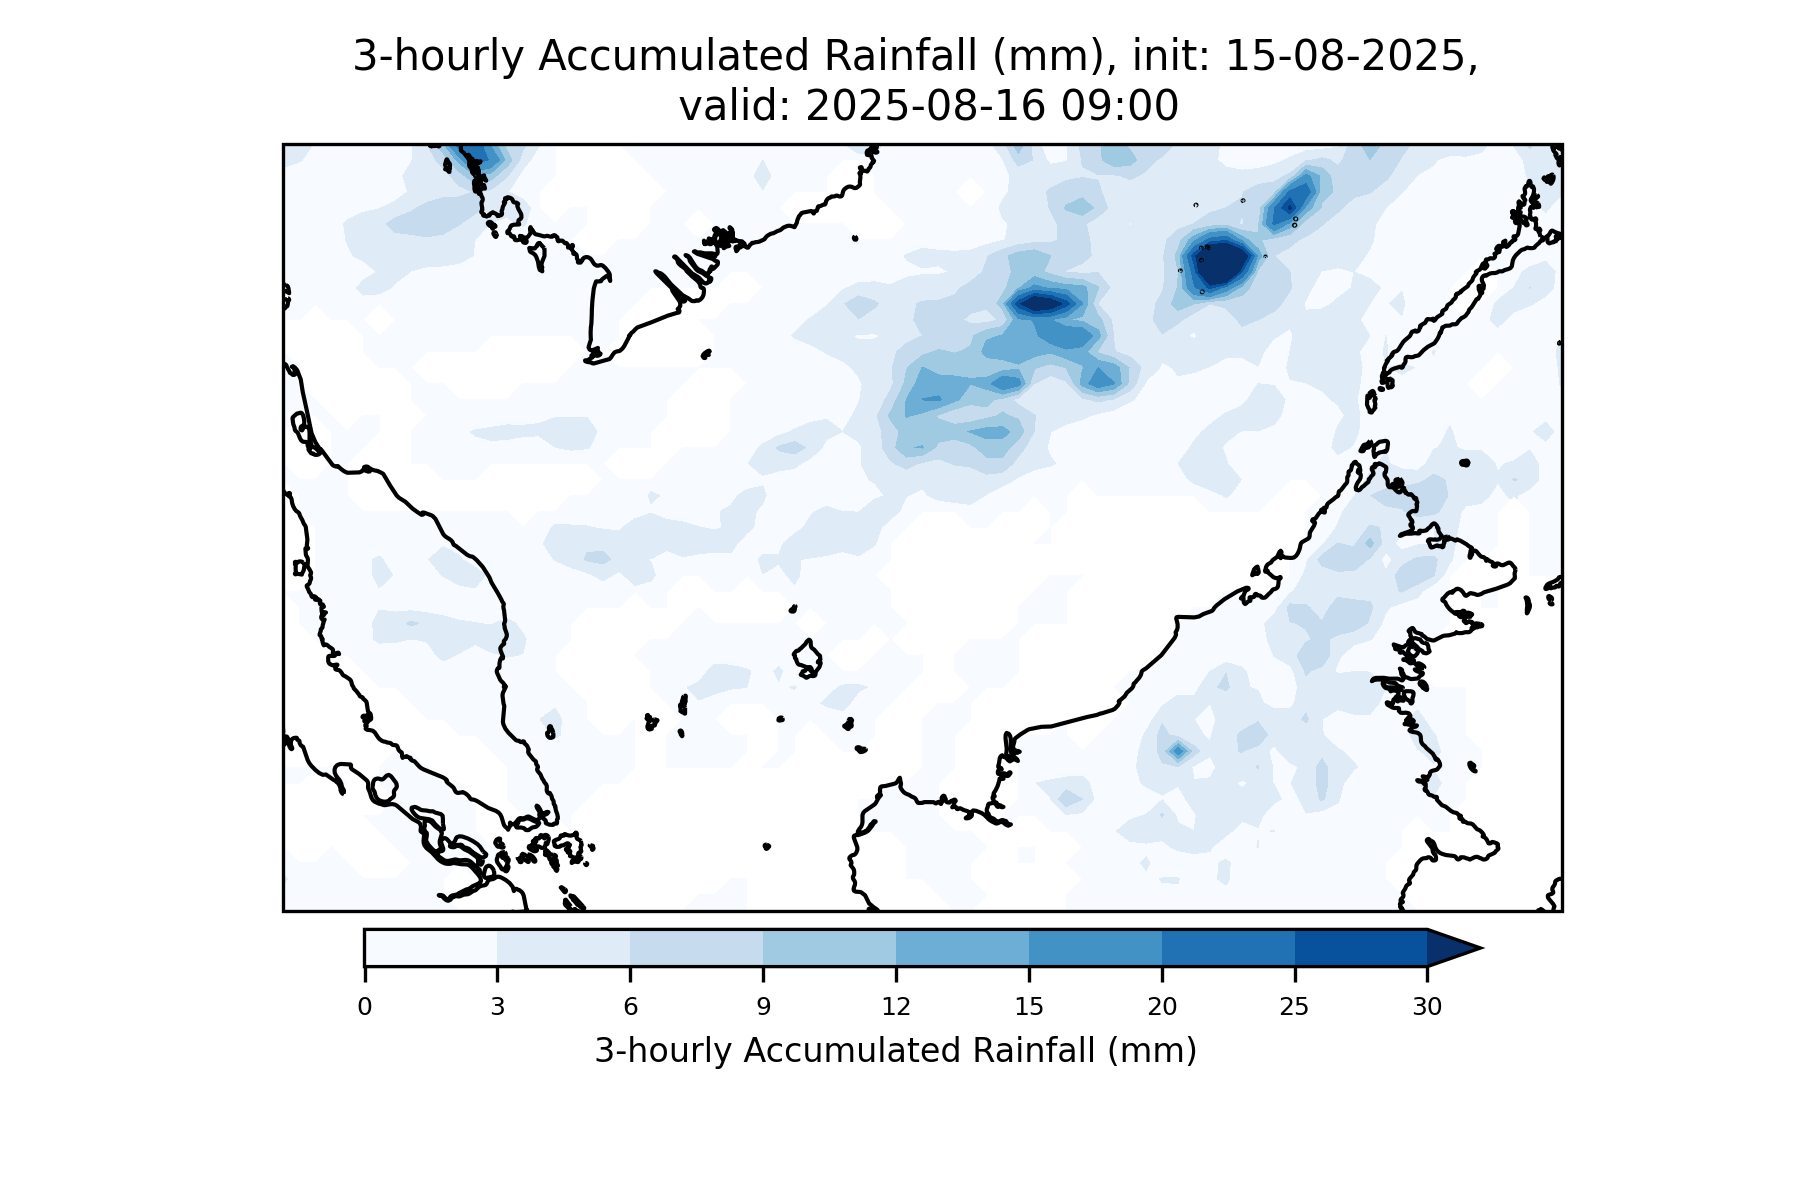 3-hourly Accumulated Rainfall (mm), init: 15-08-2025,
valid: 2025-08-16 09:00
0 3 6 9 12 15 20 25 30
3-hourly Accumulated Rainfall (mm)